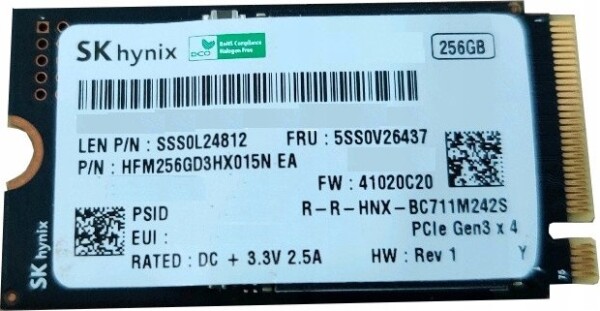 SK hynix
DCO
RoHS Compliance
Halogen Free
256GB
LEN P/N : SSS0L24812 FRU : 5SS0V26437
P/N : HFM256GD3HX015N EA
FW : 41020C20
PSID R-R-HNX-BC711M242S
EUI : PCIe Gen3 x 4
RATED : DC + 3.3V 2.5A HW : Rev 1 Y
SK hynix